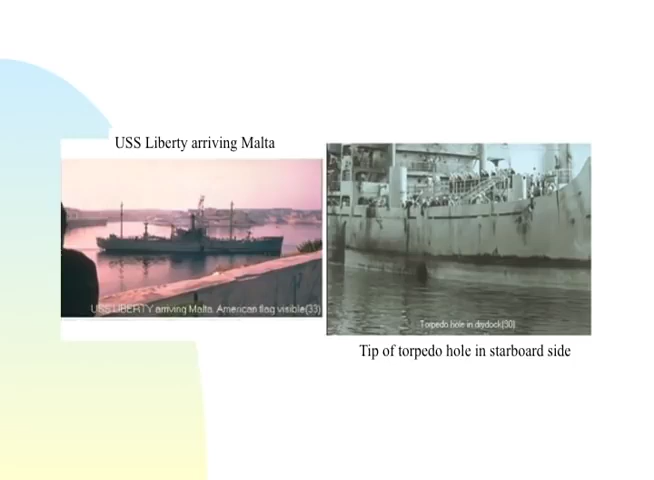 USS Liberty arriving Malta
USS LIBERTY arriving Malta. American flag visible(33)
Torpedo hole in drydock(30)
Tip of torpedo hole in starboard side